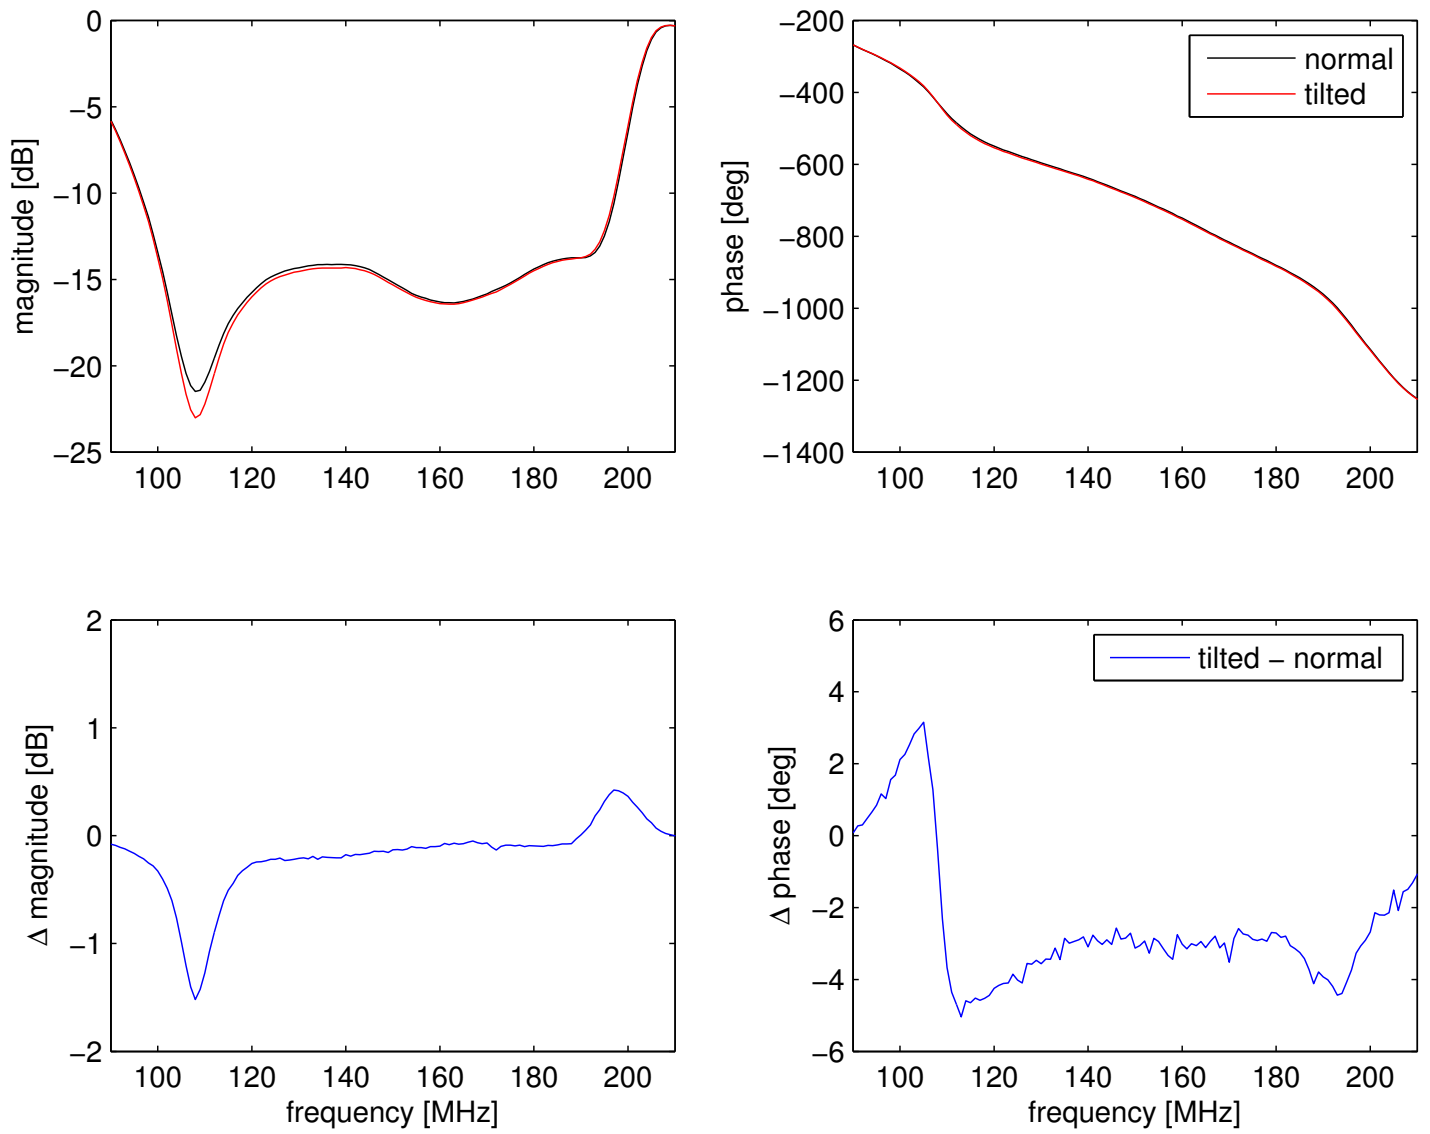 0
−5
−10
−15
−20
−25
magnitude [dB]
100 120 140 160 180 200
−200
−400
−600
−800
−1000
−1200
−1400
phase [deg]
normal
tilted
100 120 140 160 180 200
2
1
0
−1
−2
Δ magnitude [dB]
100 120 140 160 180 200
frequency [MHz]
6
4
2
0
−2
−4
−6
Δ phase [deg]
tilted − normal
100 120 140 160 180 200
frequency [MHz]